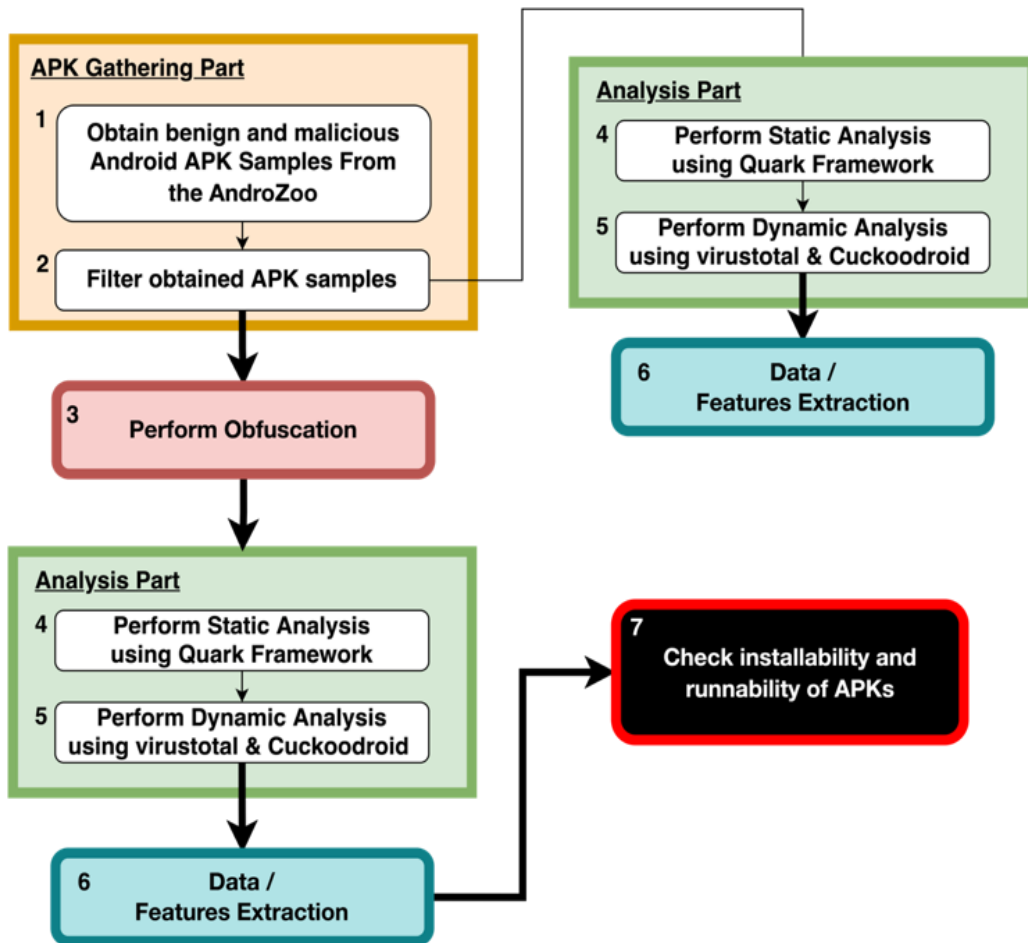 APK Gathering Part
1
Obtain benign and malicious
Android APK Samples From
the AndroZoo
2
Filter obtained APK samples
3
Perform Obfuscation
Analysis Part
4
Perform Static Analysis
using Quark Framework
5
Perform Dynamic Analysis
using virustotal & Cuckoodroid
6
Data /
Features Extraction
Analysis Part
4
Perform Static Analysis
using Quark Framework
5
Perform Dynamic Analysis
using virustotal & Cuckoodroid
6
Data /
Features Extraction
7
Check installability and
runnability of APKs